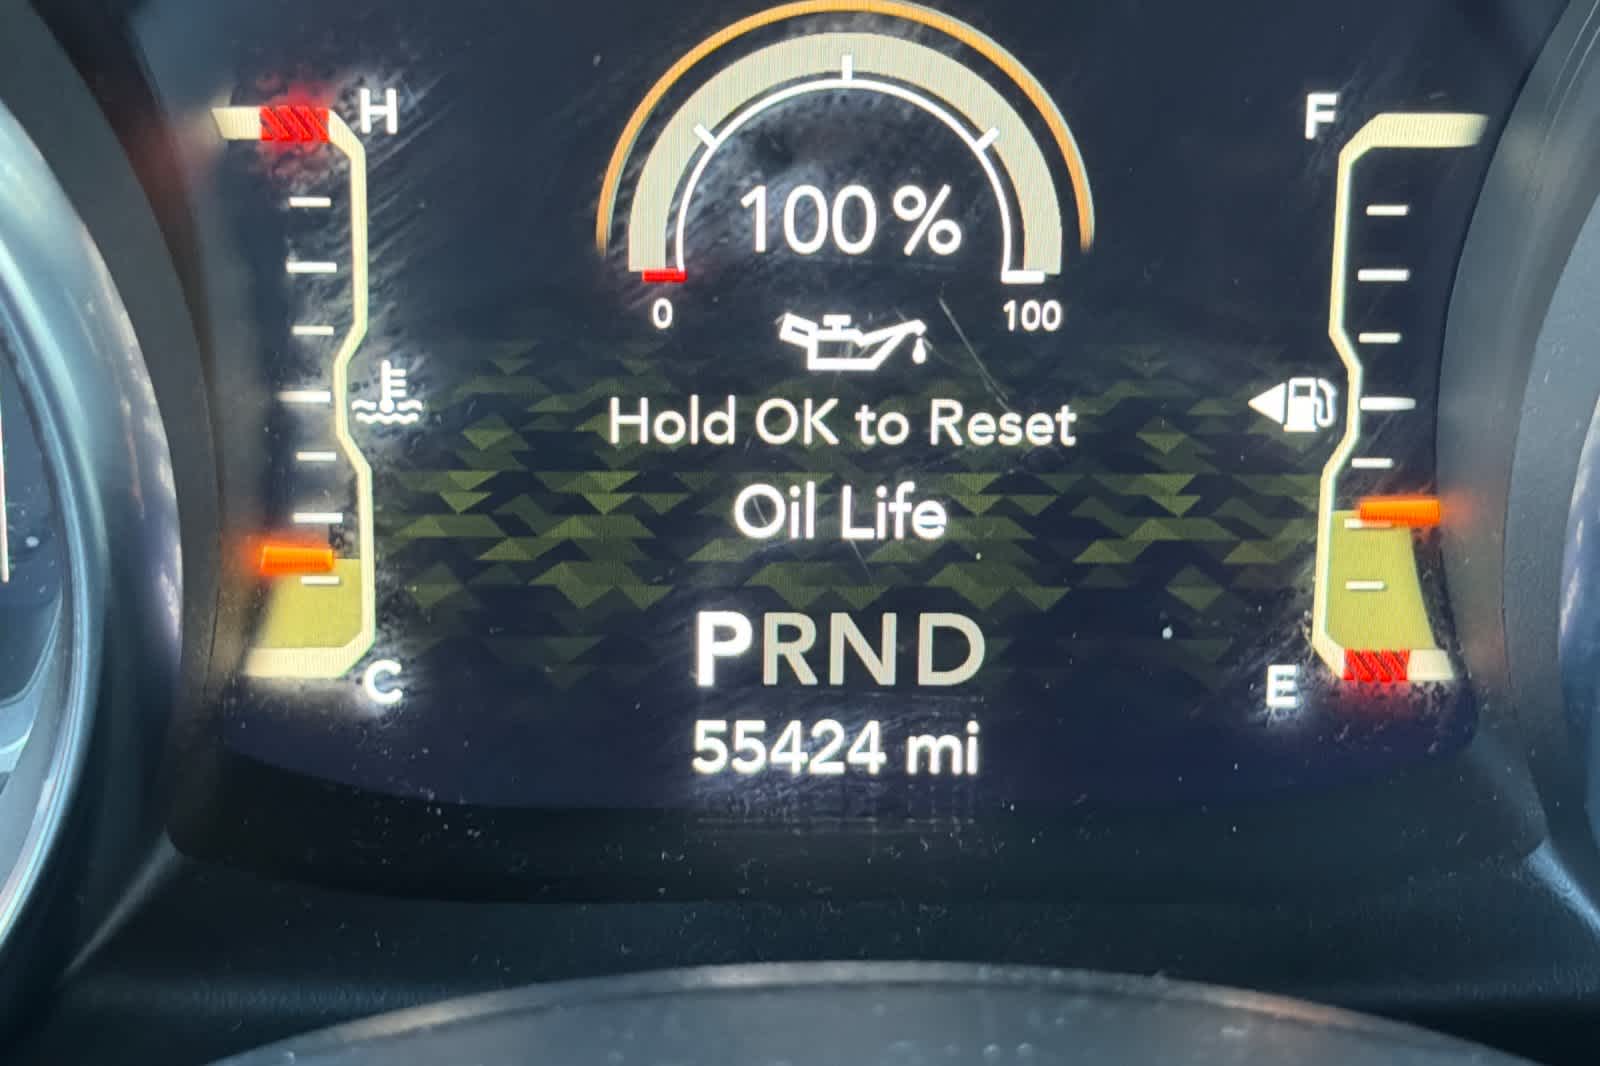 H
F
100 %
0
100
Hold OK to Reset
Oil Life
PRND
C
E
55424 mi